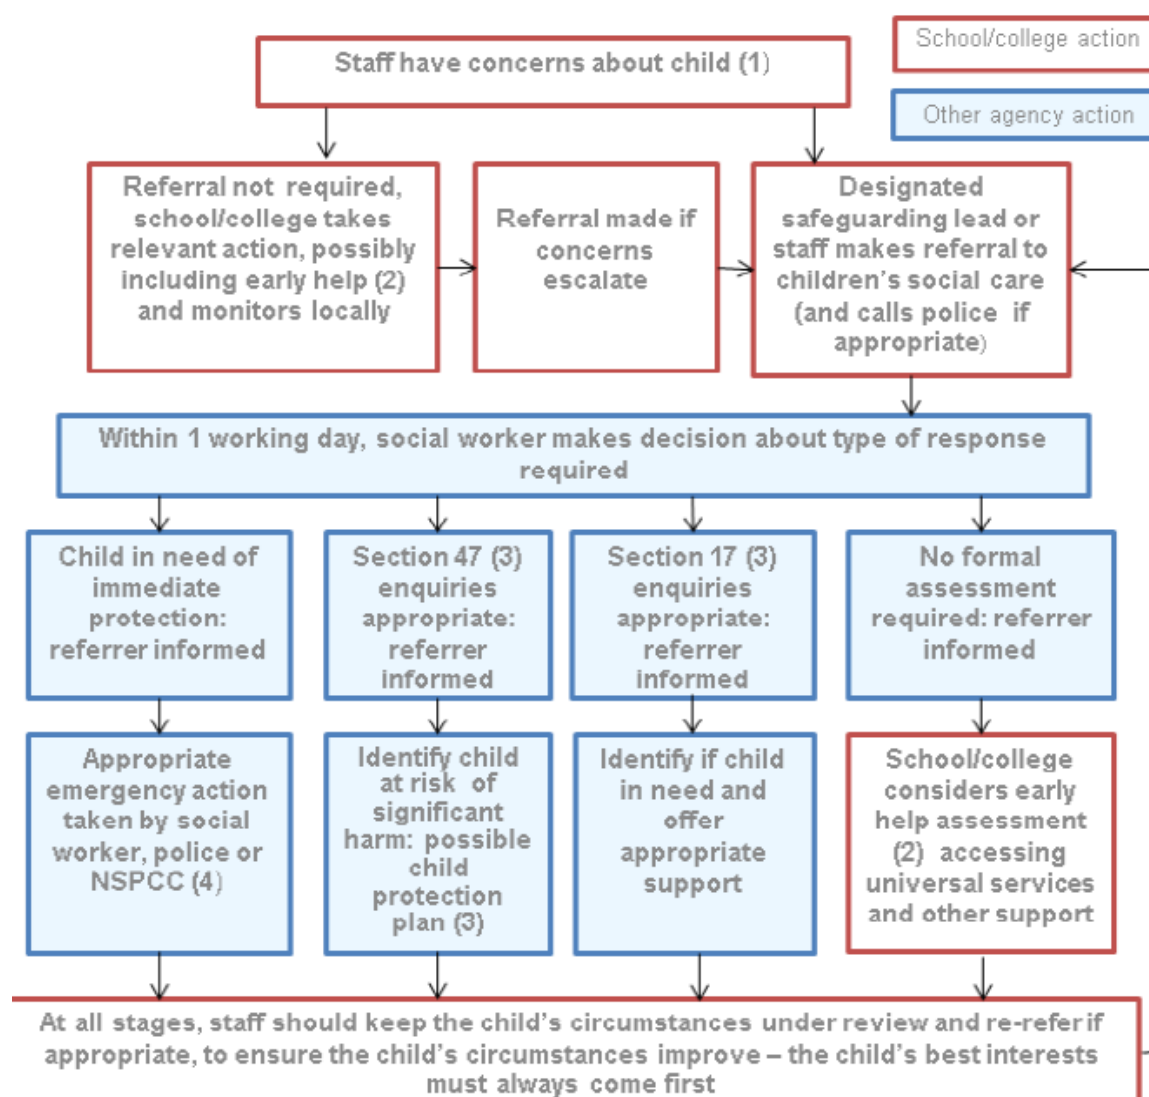 School/college action
Staff have concerns about child (1)
Other agency action
Referral not required,
school/college takes
relevant action, possibly
including early help (2)
and monitors locally
Referral made if
concerns
escalate
Designated
safeguarding lead or
staff makes referral to
children's social care
(and calls police if
appropriate)
Within 1 working day, social worker makes decision about type of response
required
Child in need of
immediate
protection:
referrer informed
Section 47 (3)
enquiries
appropriate:
referrer
informed
Section 17 (3)
enquiries
appropriate:
referrer
informed
No formal
assessment
required: referrer
informed
Appropriate
emergency action
taken by social
worker, police or
NSPCC (4)
Identify child
at risk of
significant
harm: possible
child
protection
plan (3)
Identify if child
in need and
offer
appropriate
support
School/college
considers early
help assessment
(2) accessing
universal services
and other support
At all stages, staff should keep the child's circumstances under review and re-refer if
appropriate, to ensure the child's circumstances improve – the child's best interests
must always come first